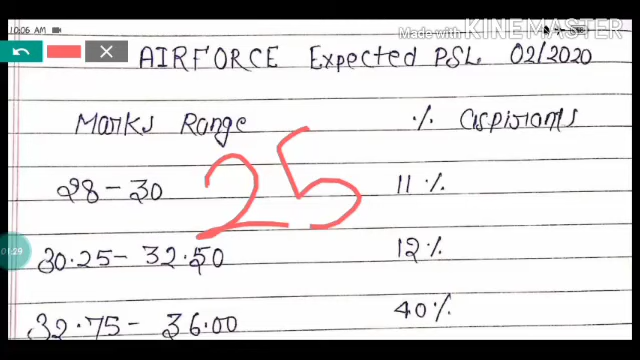 10:06 AM
Made with KINEMASTER
AIRFORCE Expected PSL 02/2020
Marks Range % aspirants
25
28 - 30 11 %
01:29
30.25 - 32.50 12 %
32.75 - 36.00 40 %